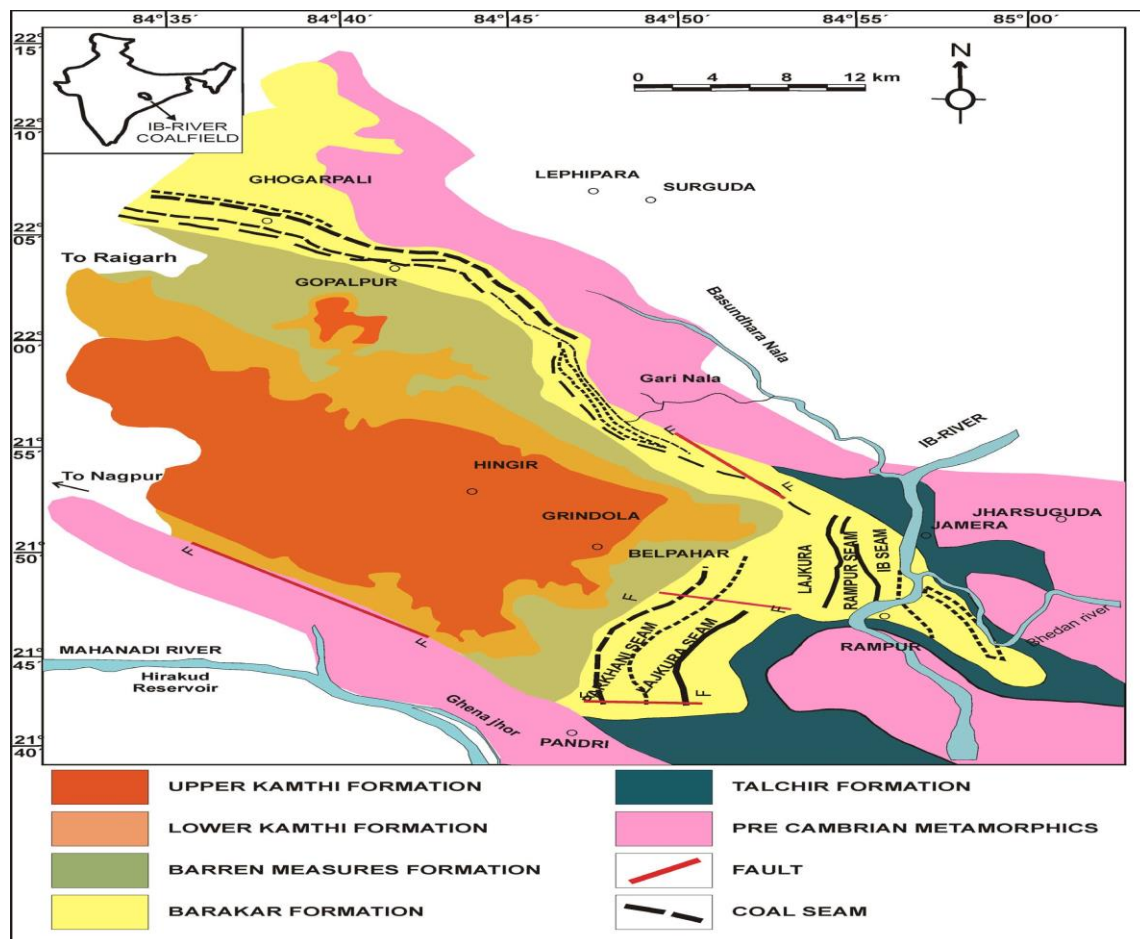 84°35´ 84°40´ 84°45´ 84°50´ 84°55´ 85°00´
22°
15´
22°
10´
22°
05´
22°
00´
21°
55´
21°
50´
21°
45´
21°
40´
IB-RIVER
COALFIELD
0 4 8 12 km
N
GHOGARPALI
LEPHIPARA
SURGUDA
To Raigarh
GOPALPUR
Basundhara Nala
Gari Nala
IB-RIVER
F
F
To Nagpur
HINGIR
GRINDOLA
JHARSUGUDA
JAMERA
BELPAHAR
LAJKURA
RAMPUR SEAM
IB SEAM
F
F
F
F
LAJKURA SEAM
RAMPUR
Bhedan river
MAHANADI RIVER
Hirakud
Reservoir
Ghena jhor
F
F
PANDRI
UPPER KAMTHI FORMATION
LOWER KAMTHI FORMATION
BARREN MEASURES FORMATION
BARAKAR FORMATION
TALCHIR FORMATION
PRE CAMBRIAN METAMORPHICS
FAULT
COAL SEAM